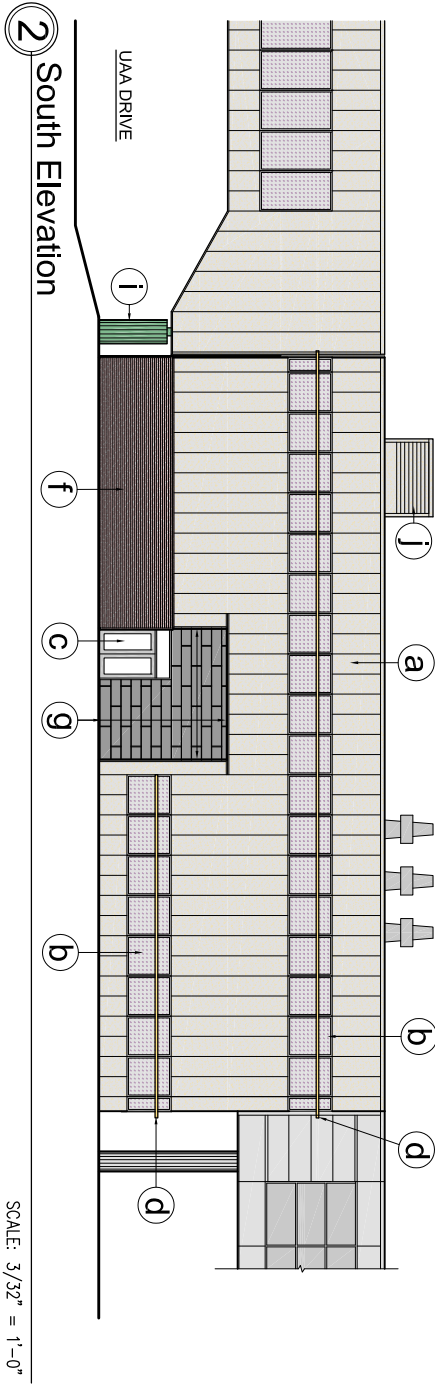 j
a
b
d
UAA DRIVE
i
f
c
g
b
d
2 South Elevation
SCALE: 3/32" = 1'-0"